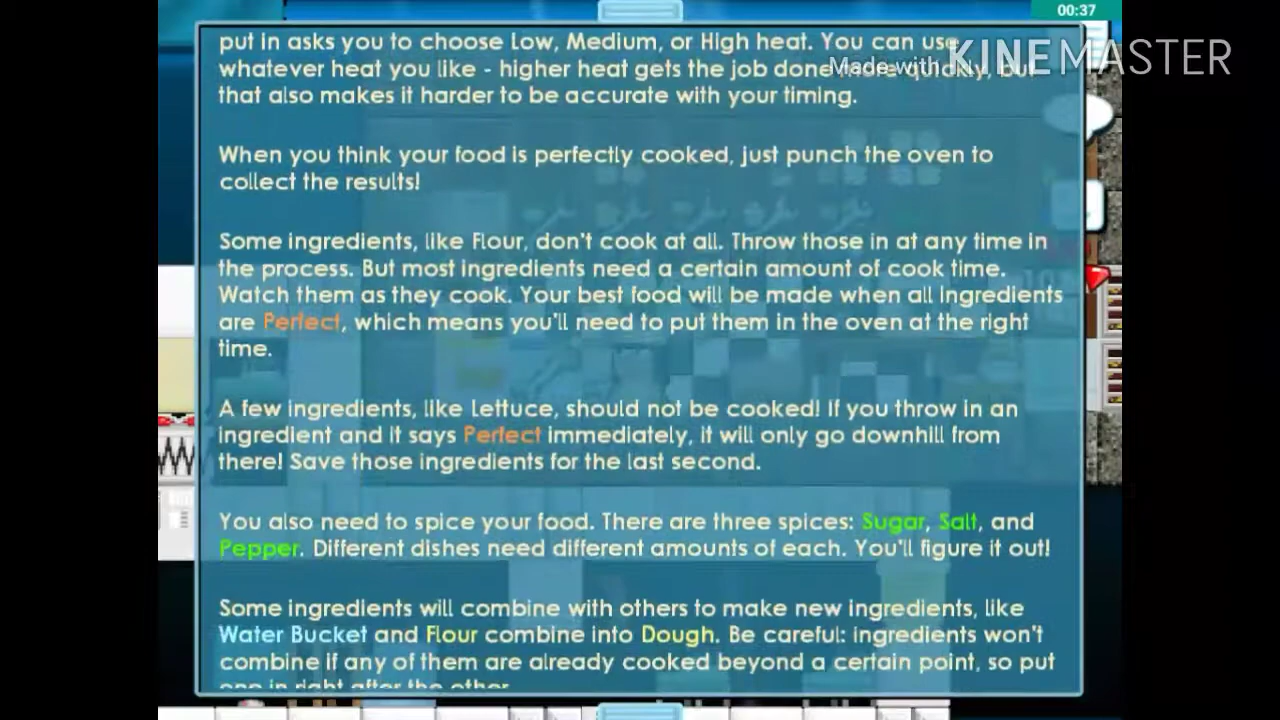 00:37
put in asks you to choose Low, Medium, or High heat. You can use
Made with KINEMASTER
whatever heat you like - higher heat gets the job done more quickly, but
that also makes it harder to be accurate with your timing.
When you think your food is perfectly cooked, just punch the oven to
collect the results!
Some ingredients, like Flour, don't cook at all. Throw those in at any time in
the process. But most ingredients need a certain amount of cook time.
Watch them as they cook. Your best food will be made when all ingredients
are Perfect, which means you'll need to put them in the oven at the right
time.
A few ingredients, like Lettuce, should not be cooked! If you throw in an
ingredient and it says Perfect immediately, it will only go downhill from
there! Save those ingredients for the last second.
You also need to spice your food. There are three spices: Sugar, Salt, and
Pepper. Different dishes need different amounts of each. You'll figure it out!
Some ingredients will combine with others to make new ingredients, like
Water Bucket and Flour combine into Dough. Be careful: ingredients won't
combine if any of them are already cooked beyond a certain point, so put
one in right after the other.